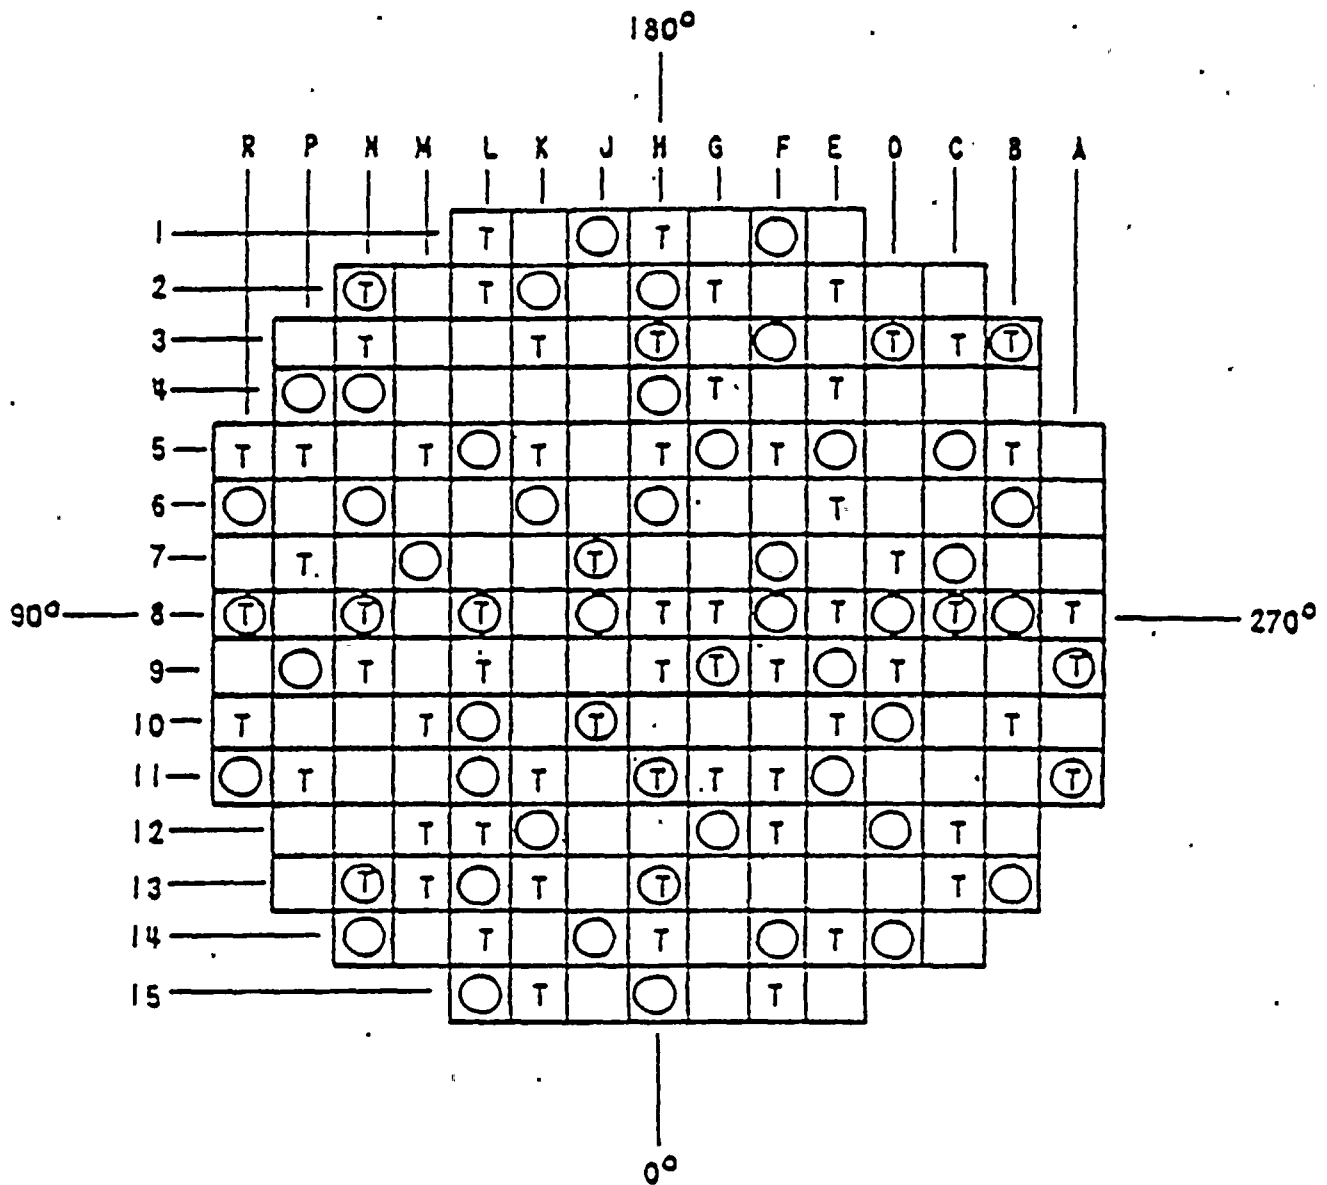 180°
R P N M L K J H G F E D C B A
1 T T
2 T T T T
3 T T T T T T
4 T T
5 T T T T T T T
6 T
7 T T T
8 T T T T T T T T
9 T T T T T T T
10 T T T T T
11 T T T T T T
12 T T T T
13 T T T T T
14 T T T
15 T T
90° 270°
0°